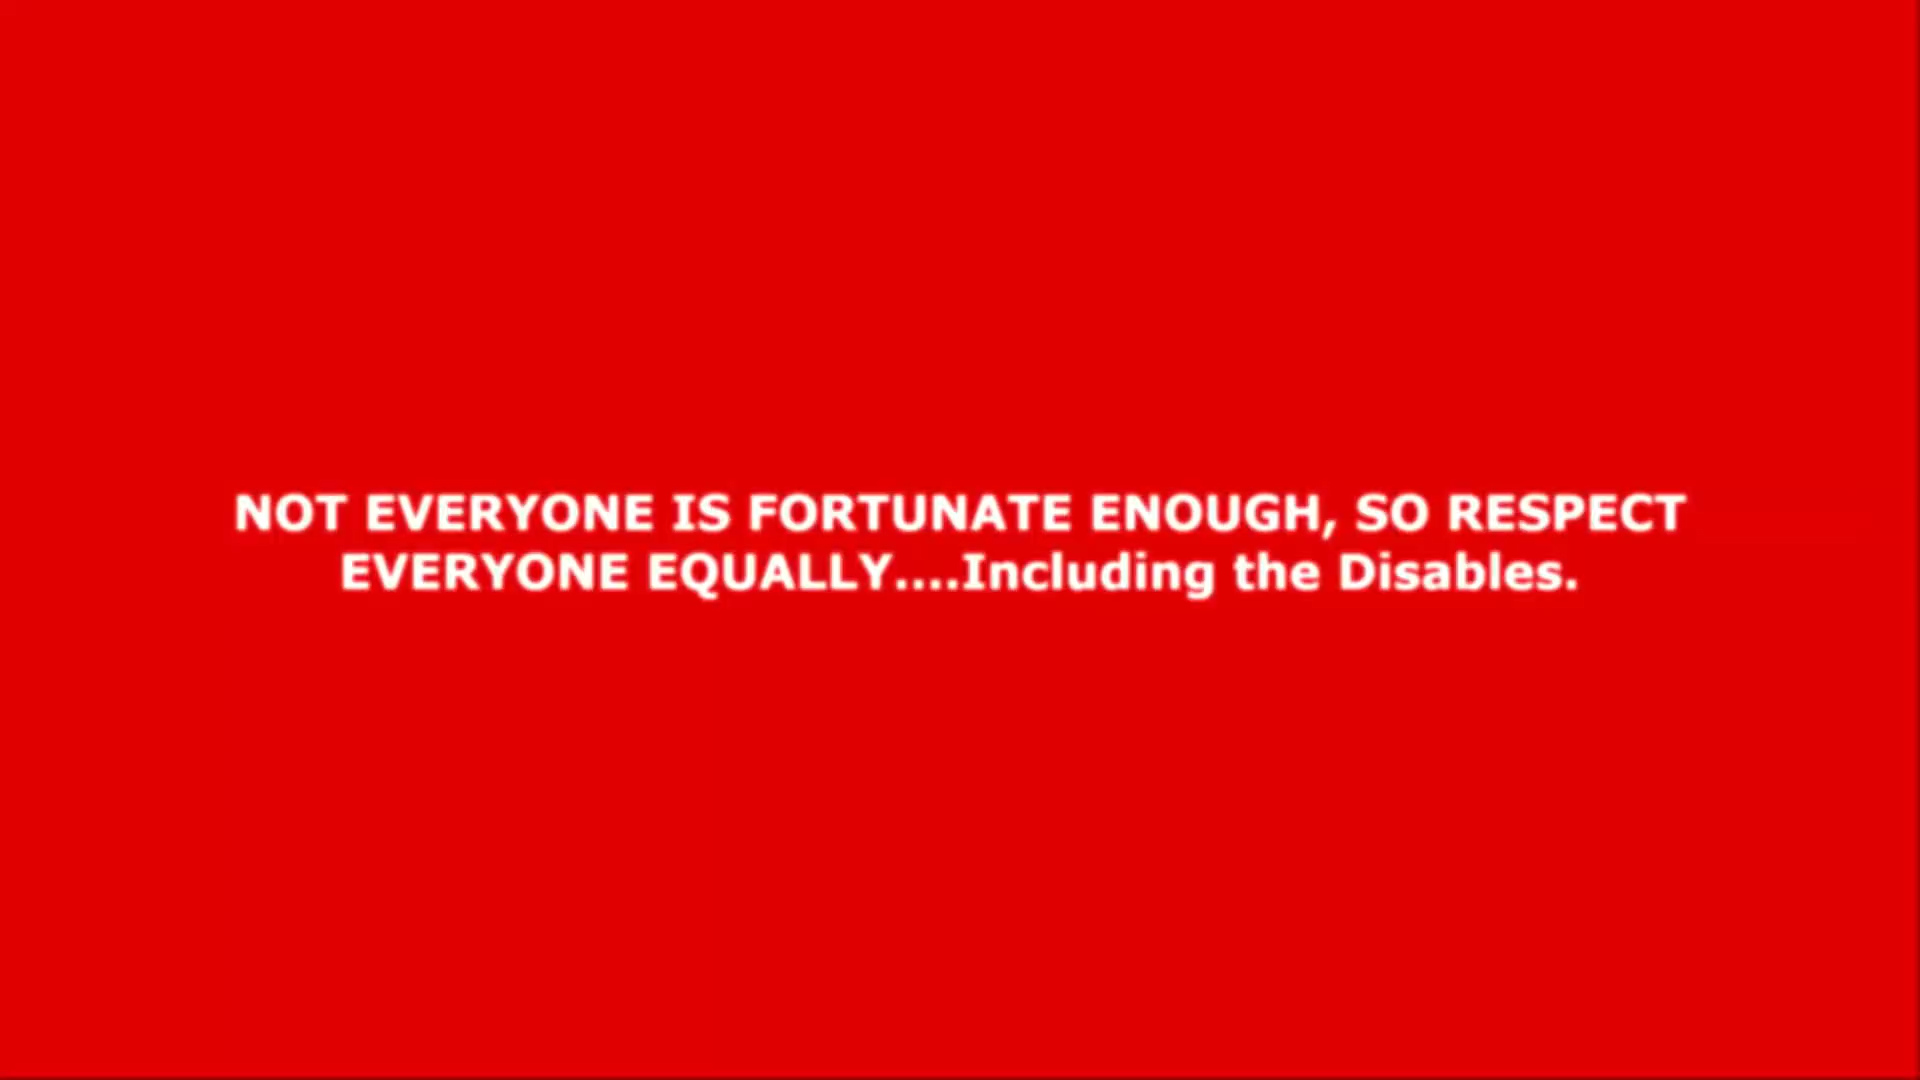 NOT EVERYONE IS FORTUNATE ENOUGH, SO RESPECT
EVERYONE EQUALLY....Including the Disables.